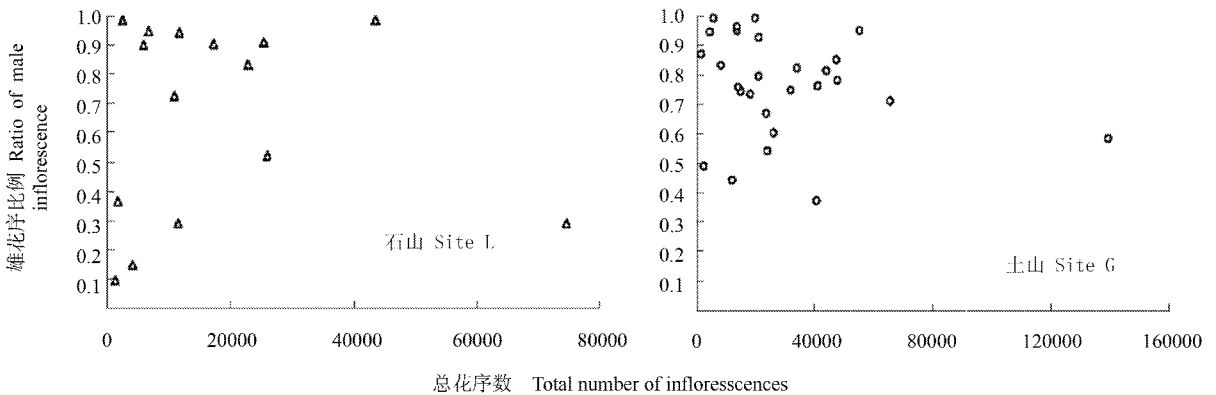 雄花序比例 Ratio of male
inflorescence
1.0
0.9
0.8
0.7
0.6
0.5
0.4
0.3
0.2
0.1
石山 Site L
0 20000 40000 60000 80000
1.0
0.9
0.8
0.7
0.6
0.5
0.4
0.3
0.2
0.1
土山 Site G
0 40000 80000 120000 160000
总花序数 Total number of infloresscences